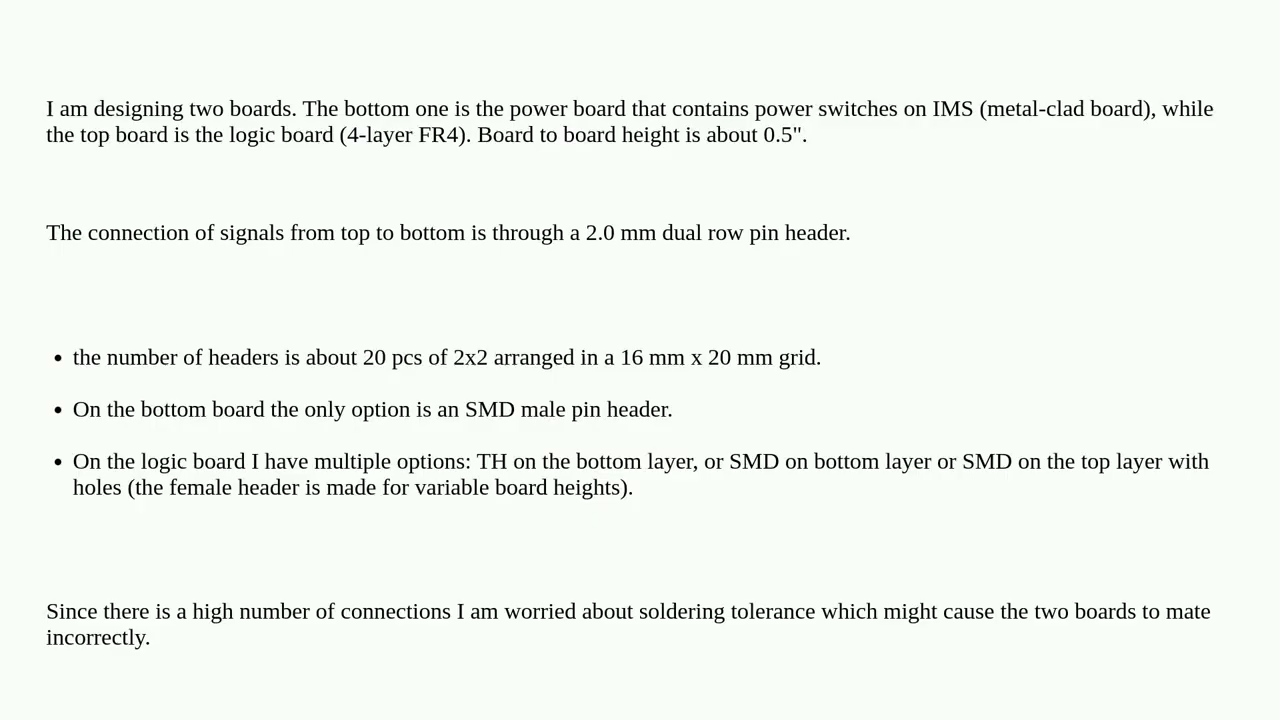 I am designing two boards. The bottom one is the power board that contains power switches on IMS (metal-clad board), while
the top board is the logic board (4-layer FR4). Board to board height is about 0.5".
The connection of signals from top to bottom is through a 2.0 mm dual row pin header.
• the number of headers is about 20 pcs of 2x2 arranged in a 16 mm x 20 mm grid.
• On the bottom board the only option is an SMD male pin header.
• On the logic board I have multiple options: TH on the bottom layer, or SMD on bottom layer or SMD on the top layer with
holes (the female header is made for variable board heights).
Since there is a high number of connections I am worried about soldering tolerance which might cause the two boards to mate
incorrectly.